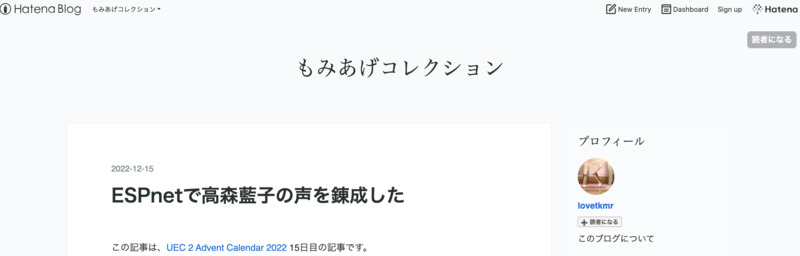 Hatena Blog もみあげコレクション New Entry Dashboard Sign up Hatena
読者になる
もみあげコレクション
2022-12-15
ESPnetで高森藍子の声を錬成した
この記事は、UEC 2 Advent Calendar 2022 15日目の記事です。
プロフィール
lovetkmr
+ 読者になる
このブログについて